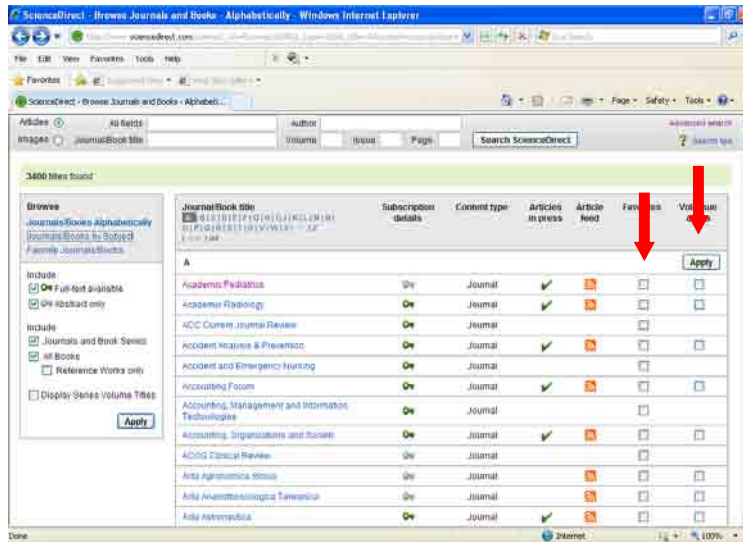 ScienceDirect - Browse Journals and Books - Alphabetically - Windows Internet Explorer
sciencedirect.com
File Edit View Favorites Tools Help
Favorites
ScienceDirect - Browse Journals and Books - Alphabeti...
Page Safety Tools
Articles All fields Author Advanced search
Images Journal/Book title Volume Issue Page Search ScienceDirect Search tips
3400 titles found
Browse
Journals/Books Alphabetically
Journals/Books by Subject
Favorite Journals/Books
Include
Full-text available
Abstract only
Include
Journals and Book Series
All Books
Reference Works only
Display Series Volume Titles
Apply
Journal/Book title Subscription details Content type Articles in press Article feed
A Apply
Academic Pediatrics Journal
Academic Radiology Journal
ACC Current Journal Review Journal
Accident Analysis & Prevention Journal
Accident and Emergency Nursing Journal
Accounting Forum Journal
Accounting, Management and Information Technologies Journal
Accounting, Organizations and Society Journal
ACOG Clinical Review Journal
Acta Agronomica Sinica Journal
Acta Anaesthesiologica Taiwanica Journal
Acta Astronautica Journal
Done Internet 100%